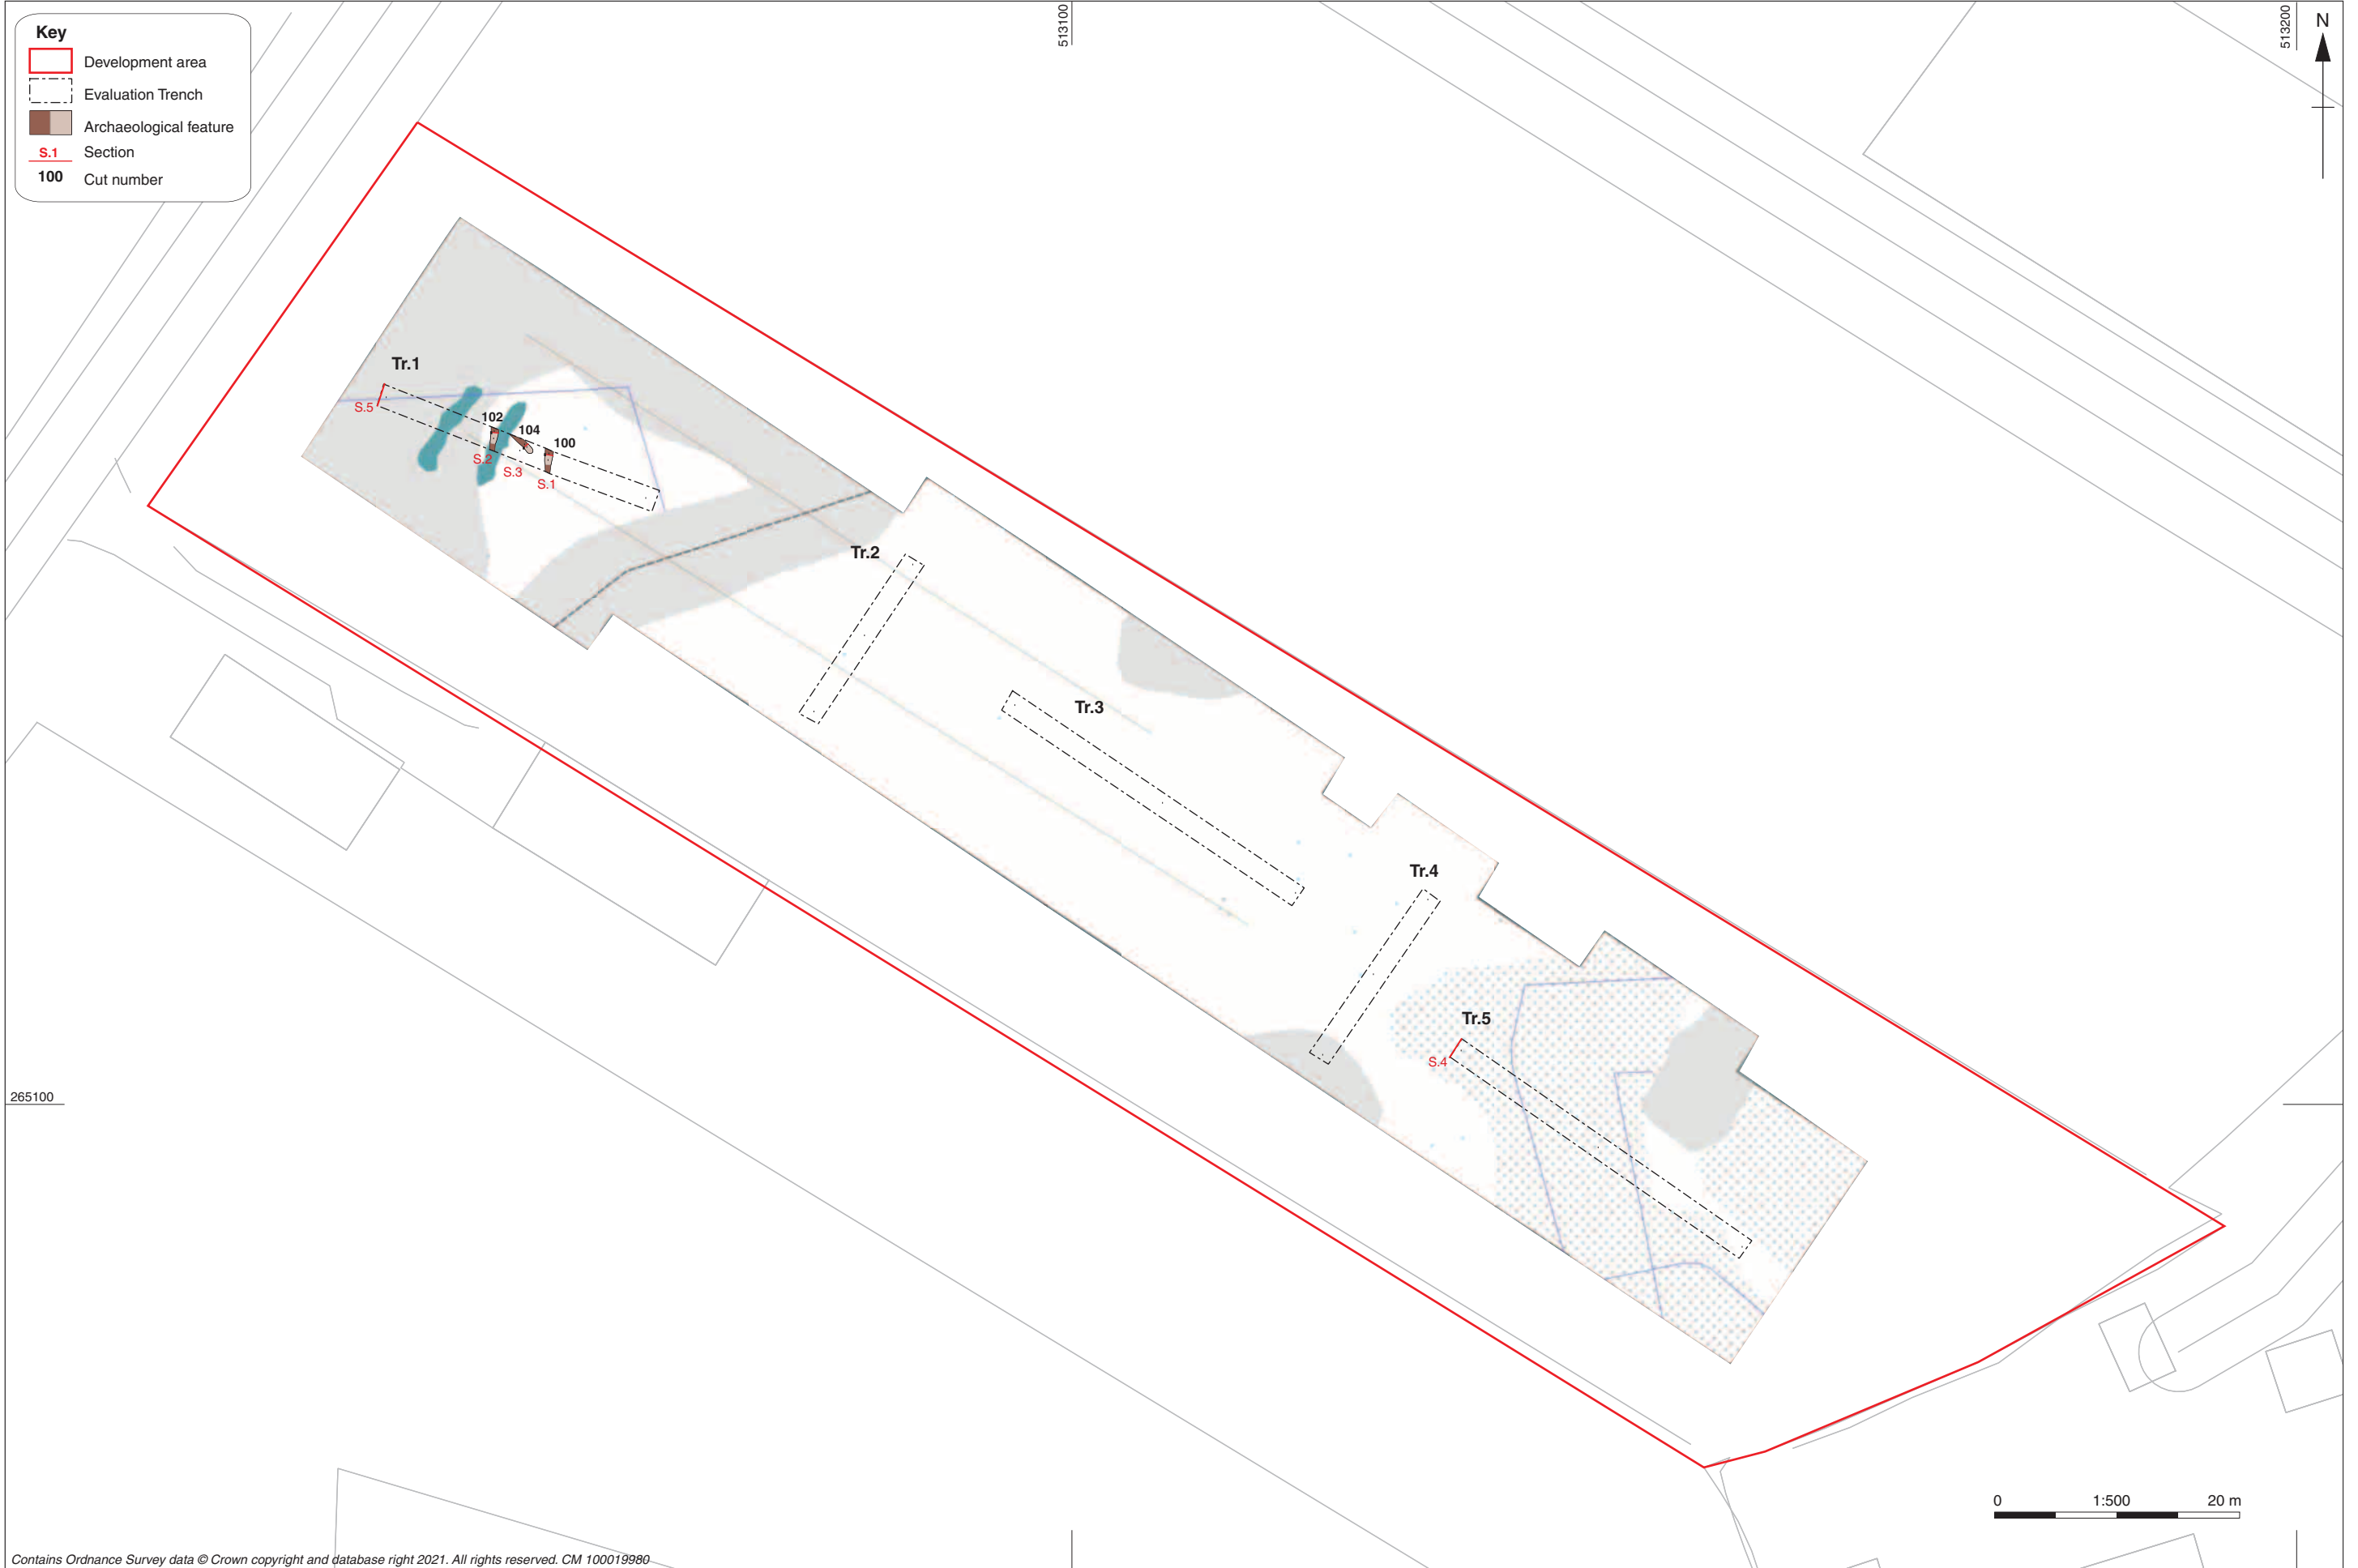 Key
Development area
Evaluation Trench
Archaeological feature
S.1 Section
100 Cut number
513100
513200
N
Tr.1
S.5
102
104
100
S.2
S.3
S.1
Tr.2
Tr.3
Tr.4
Tr.5
S.4
265100
0 1:500 20 m
Contains Ordnance Survey data © Crown copyright and database right 2021. All rights reserved. CM 100019980